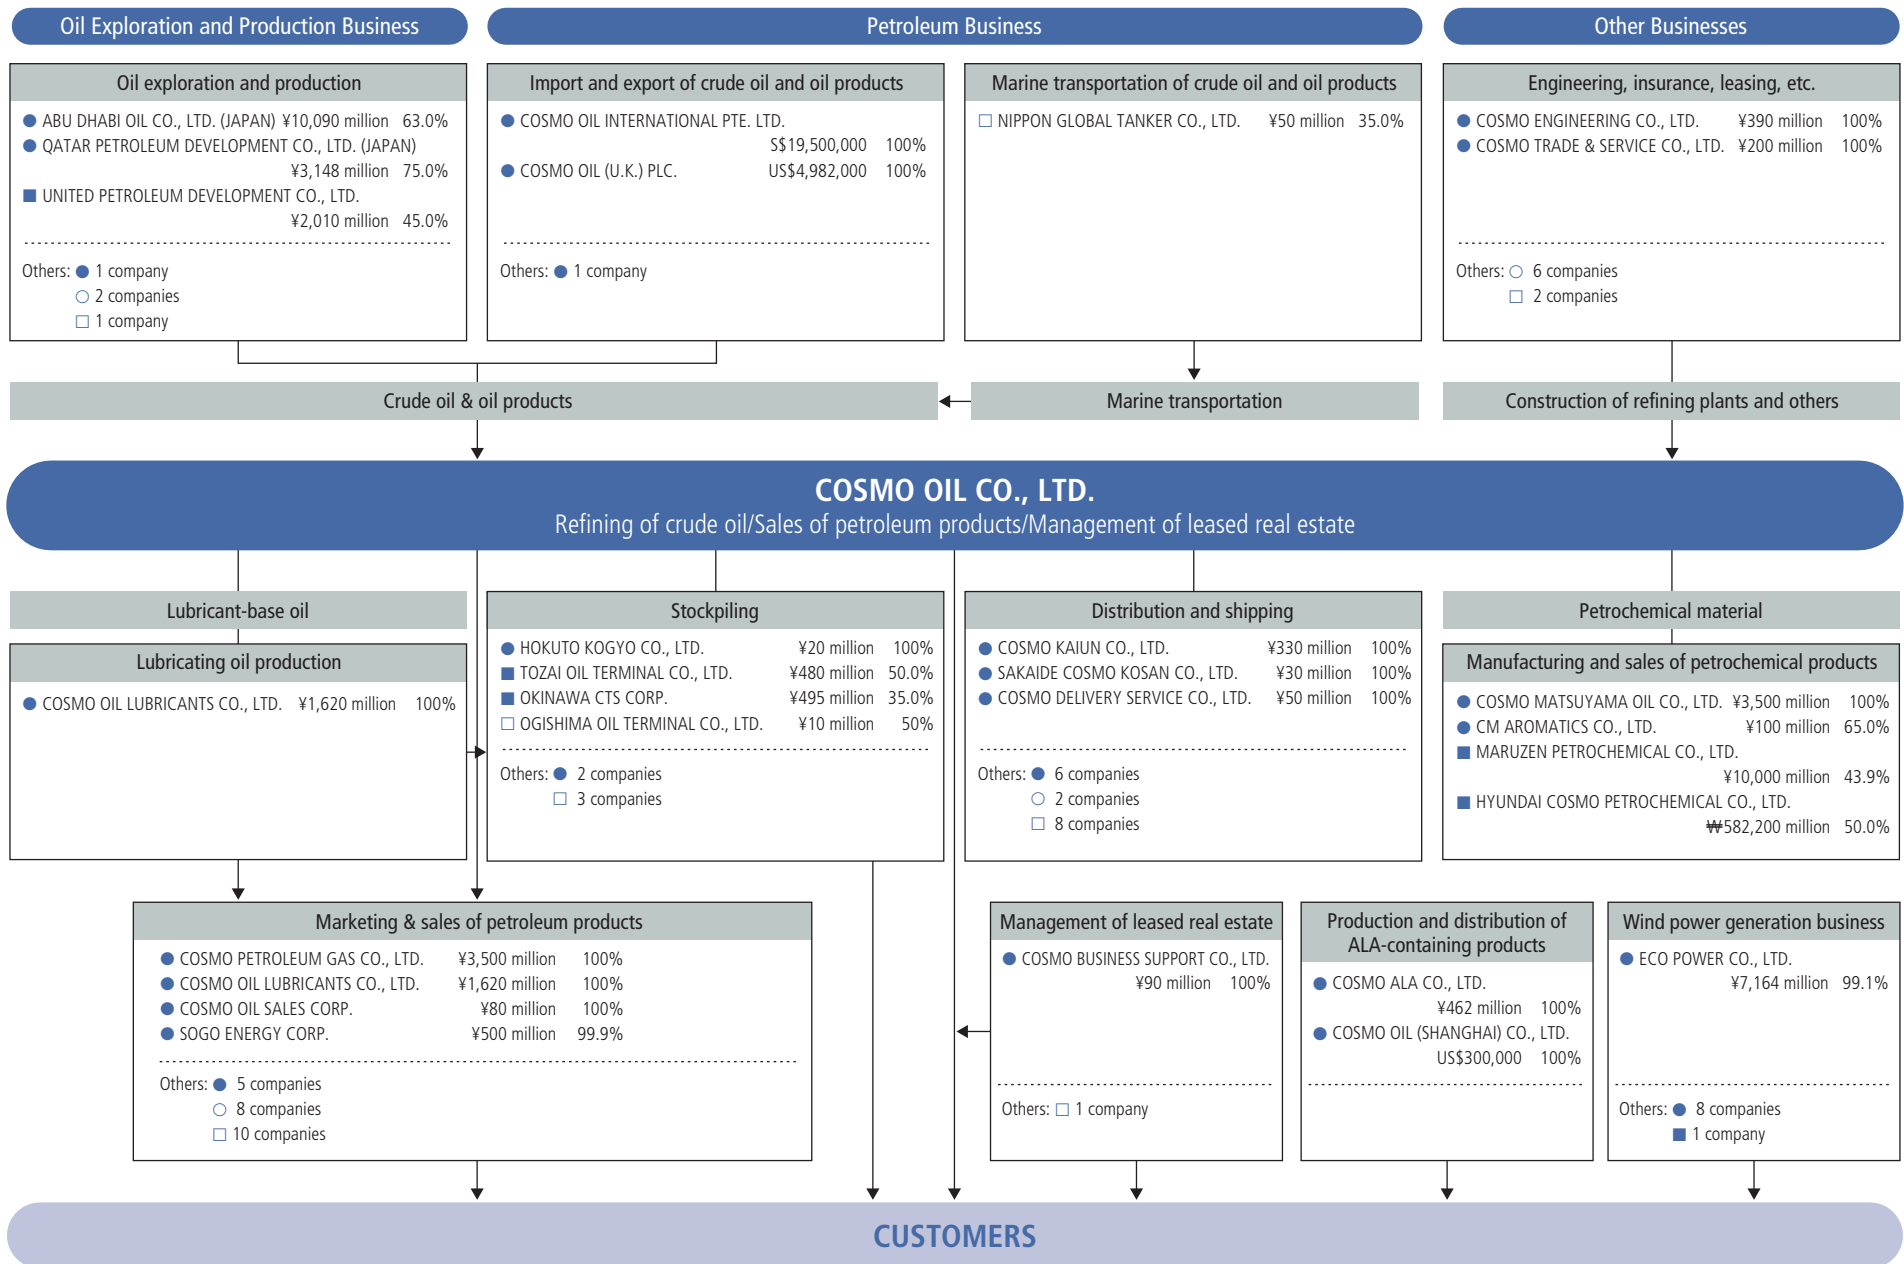 Oil Exploration and Production Business
Petroleum Business
Other Businesses
Oil exploration and production
● ABU DHABI OIL CO., LTD. (JAPAN) ¥10,090 million 63.0%
● QATAR PETROLEUM DEVELOPMENT CO., LTD. (JAPAN)
¥3,148 million 75.0%
■ UNITED PETROLEUM DEVELOPMENT CO., LTD.
¥2,010 million 45.0%
Others: ● 1 company
○ 2 companies
□ 1 company
Import and export of crude oil and oil products
● COSMO OIL INTERNATIONAL PTE. LTD.
S$19,500,000 100%
● COSMO OIL (U.K.) PLC. US$4,982,000 100%
Others: ● 1 company
Marine transportation of crude oil and oil products
□ NIPPON GLOBAL TANKER CO., LTD. ¥50 million 35.0%
Engineering, insurance, leasing, etc.
● COSMO ENGINEERING CO., LTD. ¥390 million 100%
● COSMO TRADE & SERVICE CO., LTD. ¥200 million 100%
Others: ○ 6 companies
□ 2 companies
Crude oil & oil products
Marine transportation
Construction of refining plants and others
COSMO OIL CO., LTD.
Refining of crude oil/Sales of petroleum products/Management of leased real estate
Lubricant-base oil
Lubricating oil production
● COSMO OIL LUBRICANTS CO., LTD. ¥1,620 million 100%
Stockpiling
● HOKUTO KOGYO CO., LTD. ¥20 million 100%
■ TOZAI OIL TERMINAL CO., LTD. ¥480 million 50.0%
■ OKINAWA CTS CORP. ¥495 million 35.0%
□ OGISHIMA OIL TERMINAL CO., LTD. ¥10 million 50%
Others: ● 2 companies
□ 3 companies
Distribution and shipping
● COSMO KAIUN CO., LTD. ¥330 million 100%
● SAKAIDE COSMO KOSAN CO., LTD. ¥30 million 100%
● COSMO DELIVERY SERVICE CO., LTD. ¥50 million 100%
Others: ● 6 companies
○ 2 companies
□ 8 companies
Petrochemical material
Manufacturing and sales of petrochemical products
● COSMO MATSUYAMA OIL CO., LTD. ¥3,500 million 100%
● CM AROMATICS CO., LTD. ¥100 million 65.0%
■ MARUZEN PETROCHEMICAL CO., LTD.
¥10,000 million 43.9%
■ HYUNDAI COSMO PETROCHEMICAL CO., LTD.
₩582,200 million 50.0%
Marketing & sales of petroleum products
● COSMO PETROLEUM GAS CO., LTD. ¥3,500 million 100%
● COSMO OIL LUBRICANTS CO., LTD. ¥1,620 million 100%
● COSMO OIL SALES CORP. ¥80 million 100%
● SOGO ENERGY CORP. ¥500 million 99.9%
Others: ● 5 companies
○ 8 companies
□ 10 companies
Management of leased real estate
● COSMO BUSINESS SUPPORT CO., LTD.
¥90 million 100%
Others: □ 1 company
Production and distribution of
ALA-containing products
● COSMO ALA CO., LTD.
¥462 million 100%
● COSMO OIL (SHANGHAI) CO., LTD.
US$300,000 100%
Wind power generation business
● ECO POWER CO., LTD.
¥7,164 million 99.1%
Others: ● 8 companies
■ 1 company
CUSTOMERS